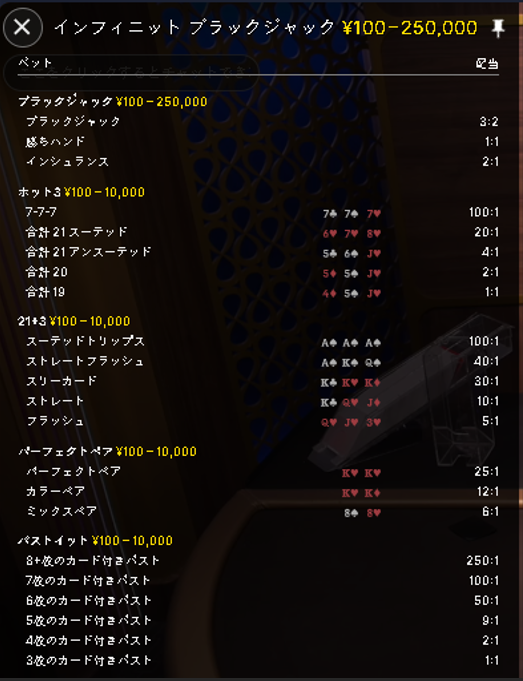 インフィニット ブラックジャック ¥100-250,000
ベット 配当
ブラックジャック ¥100-250,000
ブラックジャック 3:2
勝ちハンド 1:1
インシュランス 2:1
ホット3 ¥100-10,000
7-7-7 7♣ 7♠ 7♥ 100:1
合計21スーテッド 6♥ 7♥ 8♥ 20:1
合計21アンスーテッド 5♣ 6♠ J♥ 4:1
合計20 5♦ 5♠ J♥ 2:1
合計19 4♦ 5♠ J♥ 1:1
21+3 ¥100-10,000
スーテッドトリップス A♠ A♠ A♠ 100:1
ストレートフラッシュ A♠ K♠ Q♠ 40:1
スリーカード K♣ K♥ K♦ 30:1
ストレート K♣ Q♥ J♦ 10:1
フラッシュ Q♥ J♥ 3♥ 5:1
パーフェクトペア ¥100-10,000
パーフェクトペア K♥ K♥ 25:1
カラーペア K♥ K♦ 12:1
ミックスペア 8♠ 8♥ 6:1
バストイット ¥100-10,000
8+枚のカード付きバスト 250:1
7枚のカード付きバスト 100:1
6枚のカード付きバスト 50:1
5枚のカード付きバスト 9:1
4枚のカード付きバスト 2:1
3枚のカード付きバスト 1:1